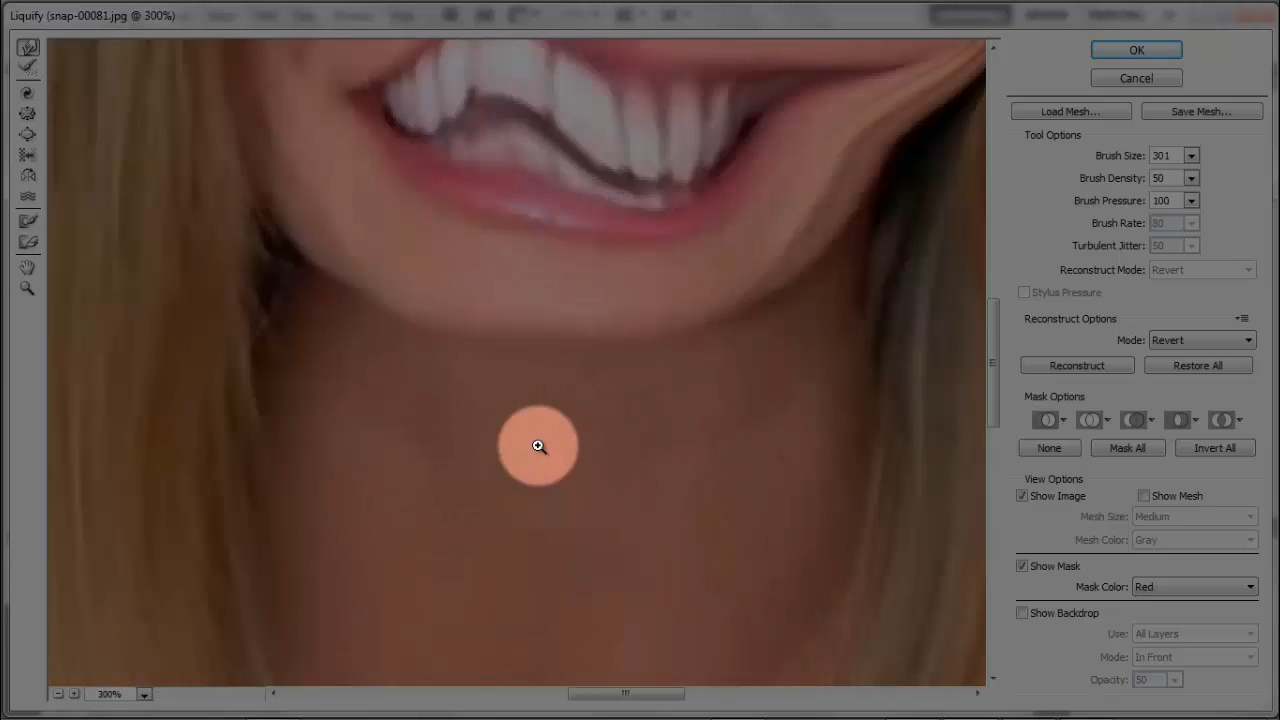 Liquify (snap-00081.jpg @ 300%)
OK
Cancel
Load Mesh... Save Mesh...
Tool Options
Brush Size: 301
Brush Density: 50
Brush Pressure: 100
Brush Rate: 80
Turbulent Jitter: 50
Reconstruct Mode: Revert
Stylus Pressure
Reconstruct Options
Mode: Revert
Reconstruct Restore All
Mask Options
None Mask All Invert All
View Options
Show Image Show Mesh
Mesh Size: Medium
Mesh Color: Gray
Show Mask
Mask Color: Red
Show Backdrop
Use: All Layers
Mode: In Front
Opacity: 50
300%